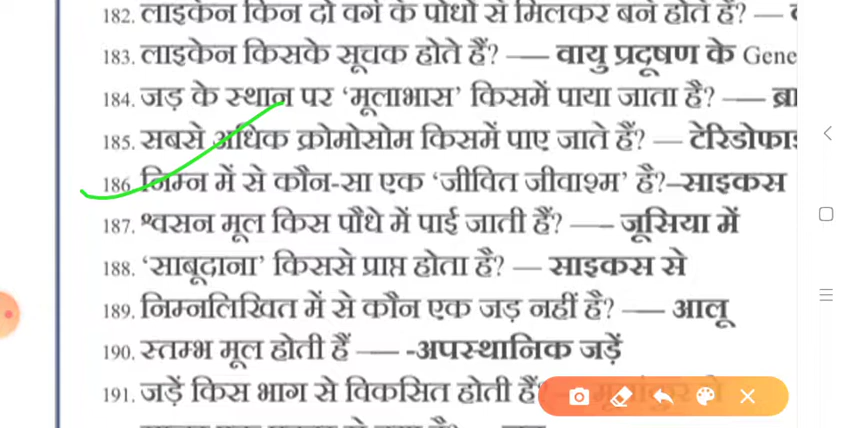 182. लाइकेन किन दो वर्ग के पौधों से मिलकर बने होते हैं? —
183. लाइकेन किसके सूचक होते हैं? — वायु प्रदूषण के Gene
184. जड़ के स्थान पर ‘मूलाभास’ किसमें पाया जाता है? — ब्रा
185. सबसे अधिक क्रोमोसोम किसमें पाए जाते हैं? — टेरिडोफा
186. निम्न में से कौन-सा एक ‘जीवित जीवाश्म’ है?–साइकस
187. श्वसन मूल किस पौधे में पाई जाती हैं? — जूसिया में
188. ‘साबूदाना’ किससे प्राप्त होता है? — साइकस से
189. निम्नलिखित में से कौन एक जड़ नहीं है? — आलू
190. स्तम्भ मूल होती हैं — -अपस्थानिक जड़ें
191. जड़ें किस भाग से विकसित होती हैं?